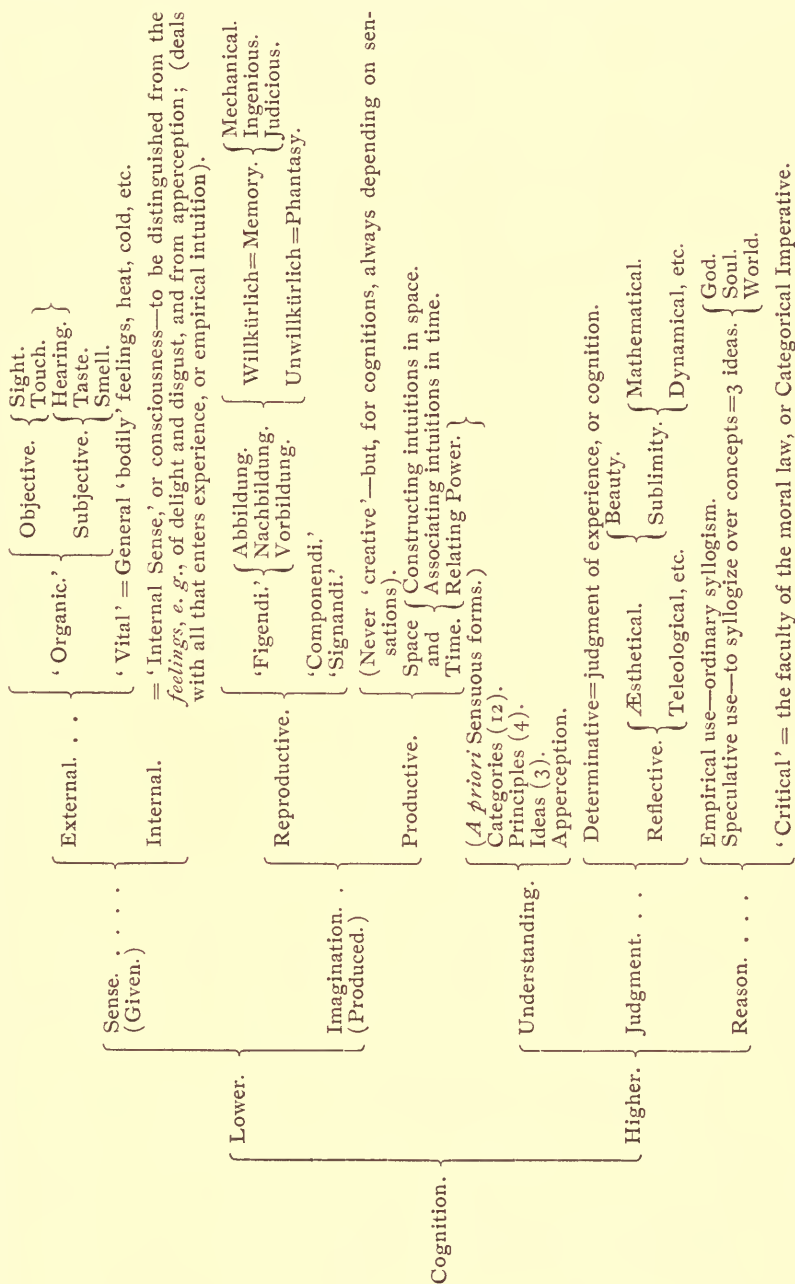 Cognition.
Lower.
Sense. . . . .
(Given.)
External. . .
‘Organic.’
Objective.
Sight.
Touch.
Subjective.
Hearing.
Taste.
Smell.
‘Vital’ = General ‘bodily’ feelings, heat, cold, etc.
Internal.
= ‘Internal Sense,’ or consciousness—to be distinguished from the
feelings, e. g., of delight and disgust, and from apperception; (deals
with all that enters experience, or empirical intuition).
Imagination. .
(Produced.)
Reproductive.
‘Figendi.’
Abbildung.
Nachbildung.
Vorbildung.
Willkürlich=Memory.
Mechanical.
Ingenious.
Judicious.
Unwillkürlich=Phantasy.
‘Componendi.’
‘Signandi.’
Productive.
(Never ‘creative’—but, for cognitions, always depending on sen-
sations).
Space
and
Time.
Constructing intuitions in space.
Associating intuitions in time.
Relating Power.
Higher.
Understanding.
(A priori Sensuous forms.)
Categories (12).
Principles (4).
Ideas (3).
Apperception.
Judgment. . .
Determinative=judgment of experience, or cognition.
Reflective.
Æsthetical.
Beauty.
Sublimity.
Mathematical.
Dynamical, etc.
Teleological, etc.
Reason. . . .
Empirical use—ordinary syllogism.
Speculative use—to syllogize over concepts=3 ideas.
God.
Soul.
World.
‘Critical’ = the faculty of the moral law, or Categorical Imperative.